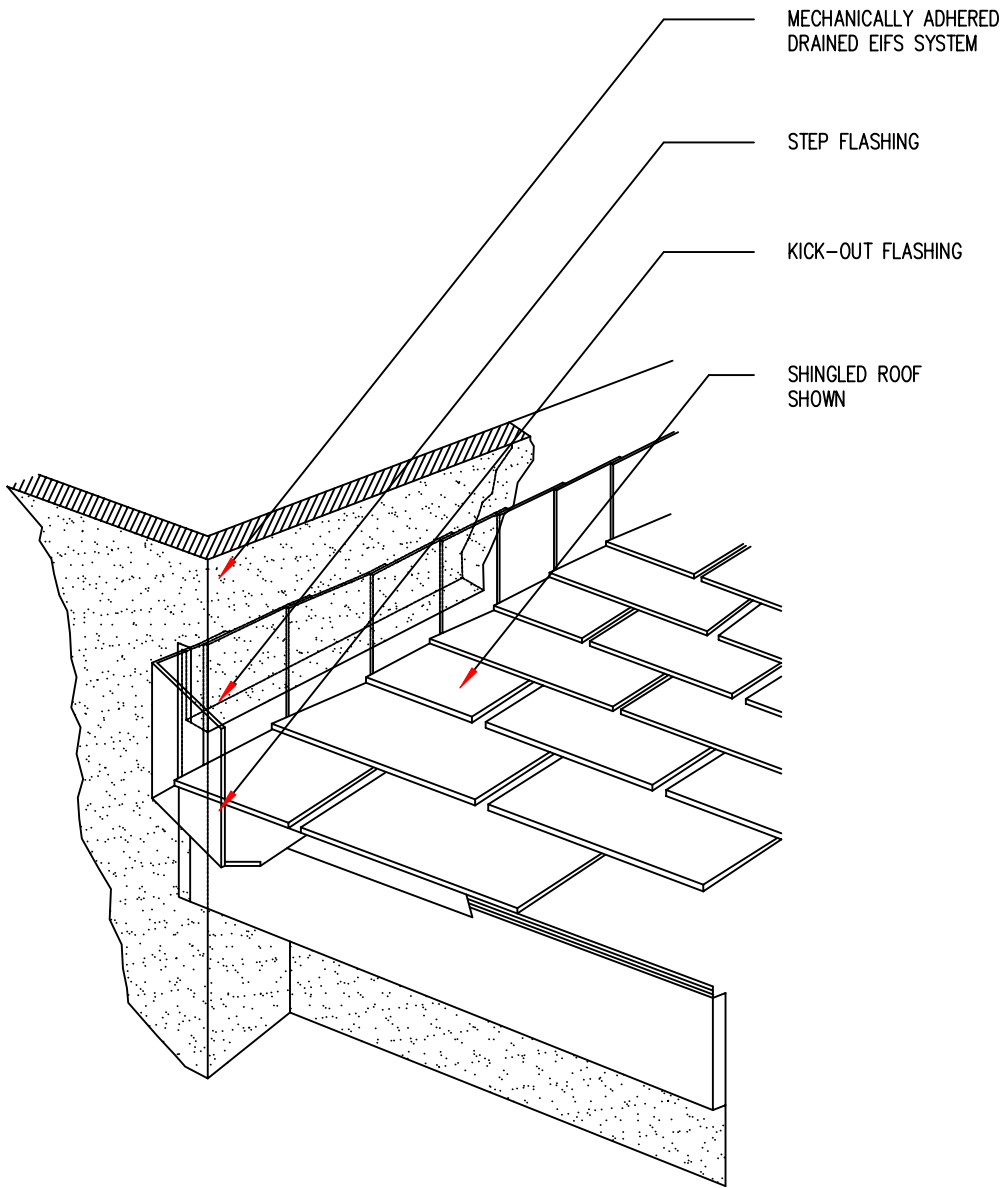 MECHANICALLY ADHERED
DRAINED EIFS SYSTEM
STEP FLASHING
KICK-OUT FLASHING
SHINGLED ROOF
SHOWN